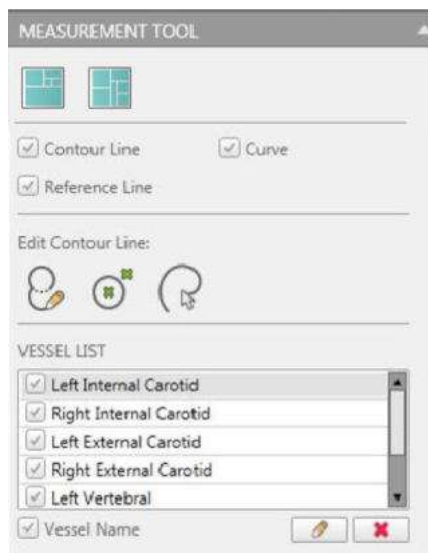 MEASUREMENT TOOL
Contour Line Curve
Reference Line
Edit Contour Line:
VESSEL LIST
Left Internal Carotid
Right Internal Carotid
Left External Carotid
Right External Carotid
Left Vertebral
Vessel Name